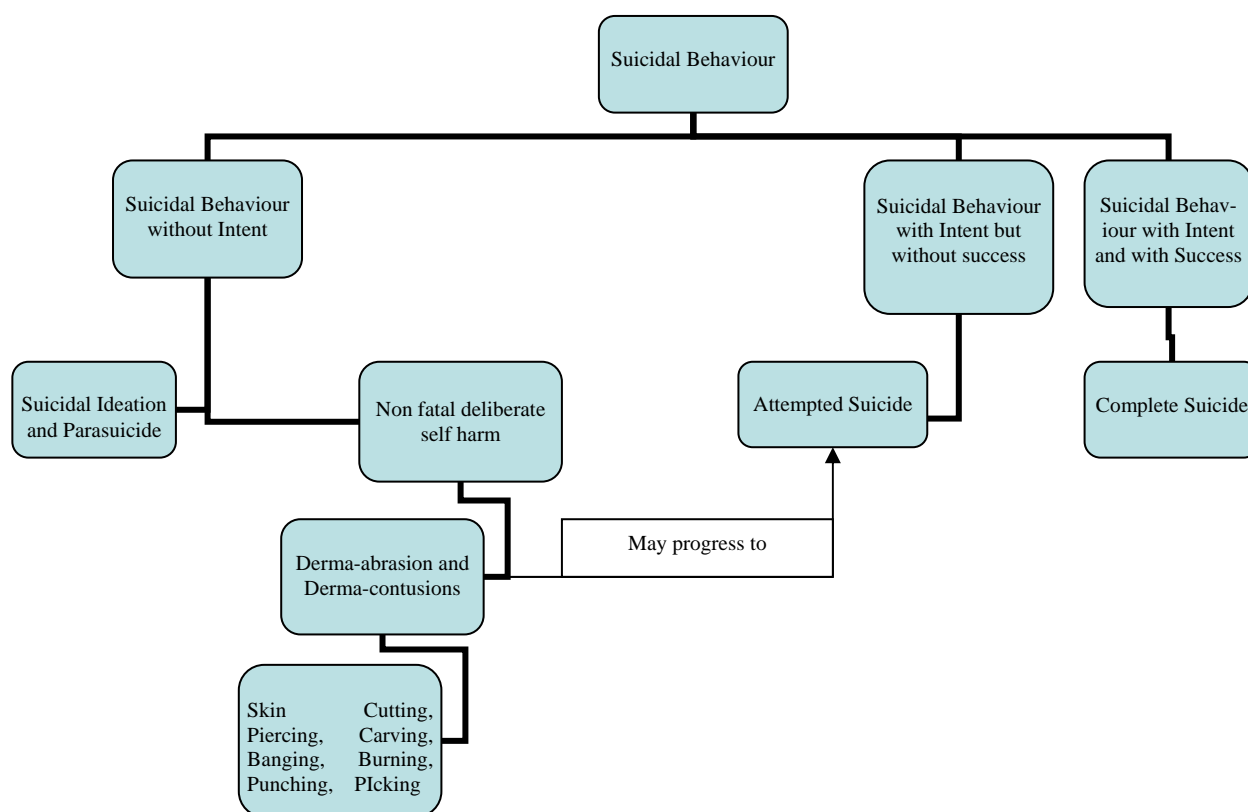 Suicidal Behaviour
Suicidal Behaviour
without Intent
Suicidal Behaviour
with Intent but
without success
Suicidal Behav-
iour with Intent
and with Success
Suicidal Ideation
and Parasuicide
Non fatal deliberate
self harm
Attempted Suicide
Complete Suicide
May progress to
Derma-abrasion and
Derma-contusions
Skin Cutting,
Piercing, Carving,
Banging, Burning,
Punching, PIcking